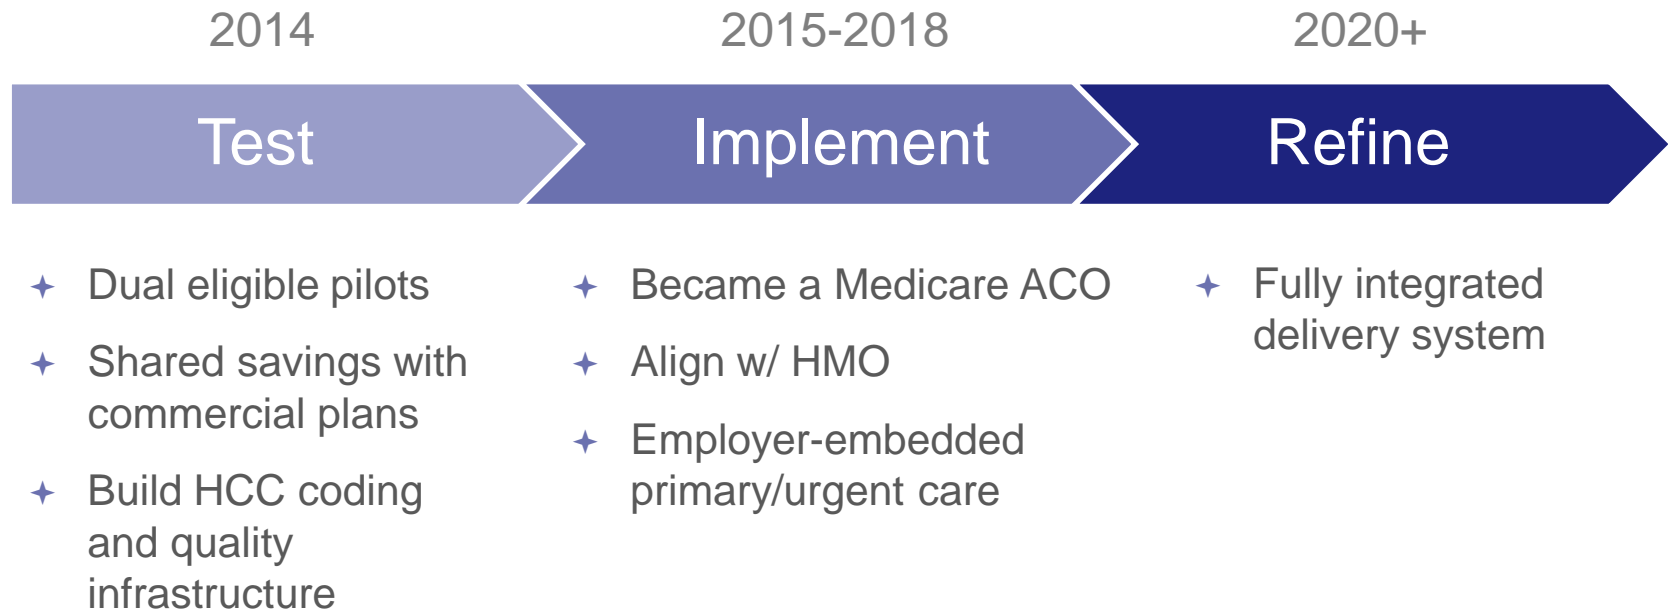 2014
2015-2018
2020+
Test
Implement
Refine
Dual eligible pilots
Shared savings with
commercial plans
Build HCC coding
and quality
infrastructure
Became a Medicare ACO
Align w/ HMO
Employer-embedded
primary/urgent care
Fully integrated
delivery system